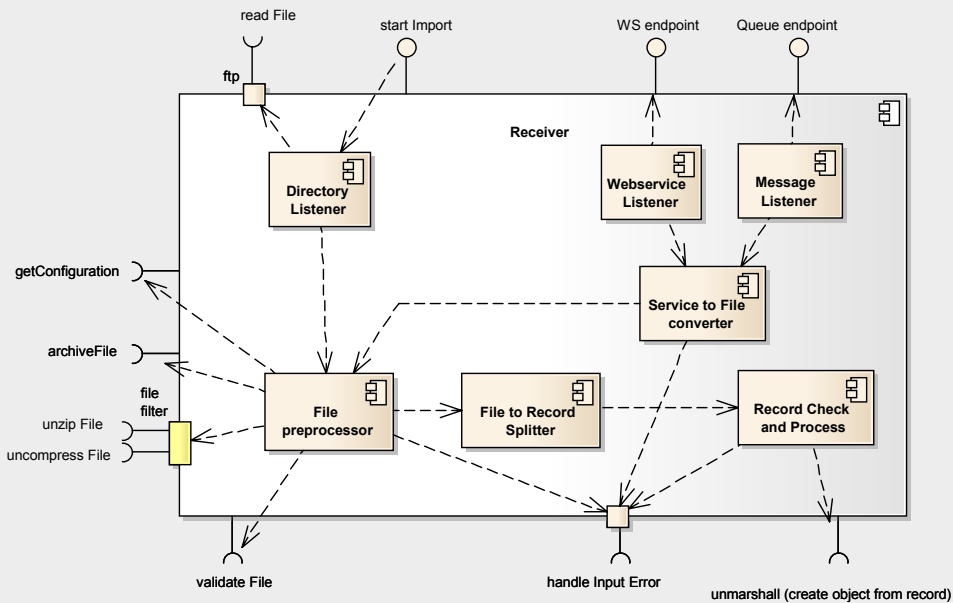 read File
start Import
WS endpoint
Queue endpoint
ftp
Receiver
Directory
Listener
Webservice
Listener
Message
Listener
getConfiguration
Service to File
converter
archiveFile
file
filter
unzip File
uncompress File
File
preprocessor
File to Record
Splitter
Record Check
and Process
validate File
handle Input Error
unmarshall (create object from record)